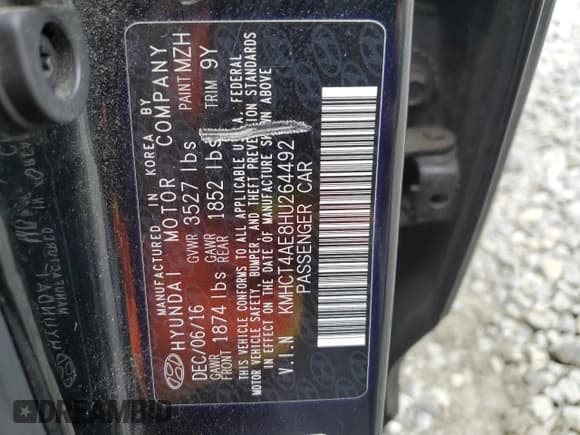 MANUFACTURED IN KOREA BY
HYUNDAI MOTOR COMPANY
DEC/06/16 GVWR 3527 lbs PAINT MZH
GAWR FRONT 1874 lbs GAWR REAR 1852 lbs TRIM 9Y
THIS VEHICLE CONFORMS TO ALL APPLICABLE U.S.A. FEDERAL
MOTOR VEHICLE SAFETY, BUMPER, AND THEFT PREVENTION STANDARDS
IN EFFECT ON THE DATE OF MANUFACTURE SHOWN ABOVE
V.I.N KMHCT4AE8HU264492
PASSENGER CAR
HYUNDAI
DREAMBID